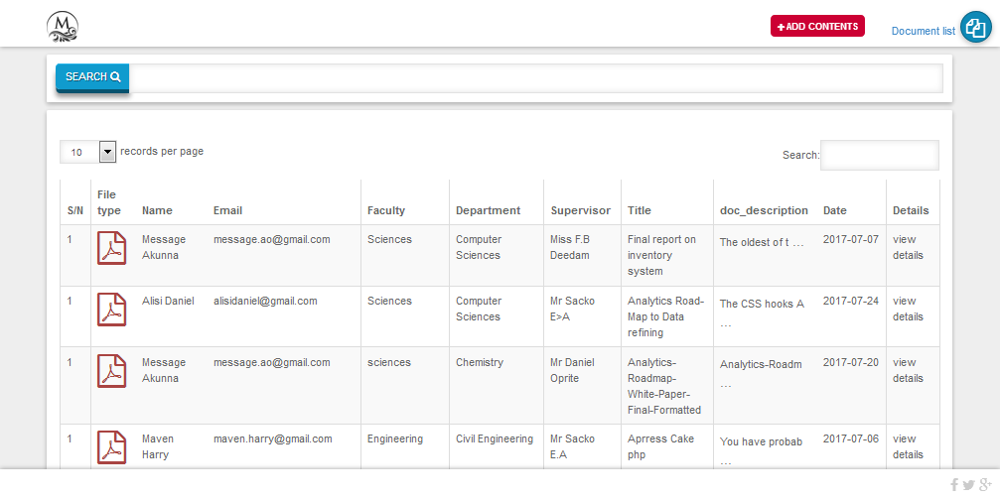 M
ADD CONTENTS
Document list
SEARCH
10 records per page
Search:
S/N File type Name Email Faculty Department Supervisor Title doc_description Date Details
1 Message Akunna message.ao@gmail.com Sciences Computer Sciences Miss F.B Deedam Final report on inventory system The oldest of t ... 2017-07-07 view details
1 Alisi Daniel alisidaniel@gmail.com Sciences Computer Sciences Mr Sacko E>A Analytics Road-Map to Data refining The CSS hooks A ... 2017-07-24 view details
1 Message Akunna message.ao@gmail.com sciences Chemistry Mr Daniel Oprite Analytics-Roadmap-White-Paper-Final-Formatted Analytics-Roadm ... 2017-07-20 view details
1 Maven Harry maven.harry@gmail.com Engineering Civil Engineering Mr Sacko E.A Aprress Cake php You have probab ... 2017-07-06 view details